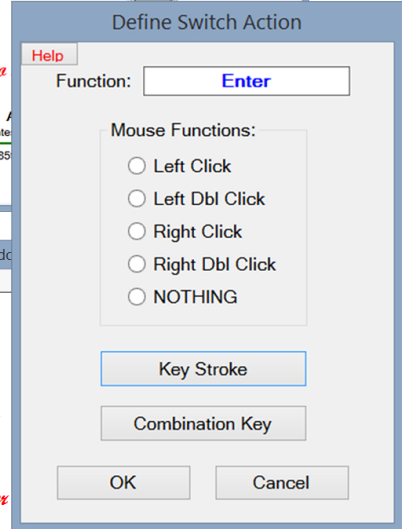 Define Switch Action
Help
Function: Enter
Mouse Functions:
Left Click
Left Dbl Click
Right Click
Right Dbl Click
NOTHING
Key Stroke
Combination Key
OK Cancel